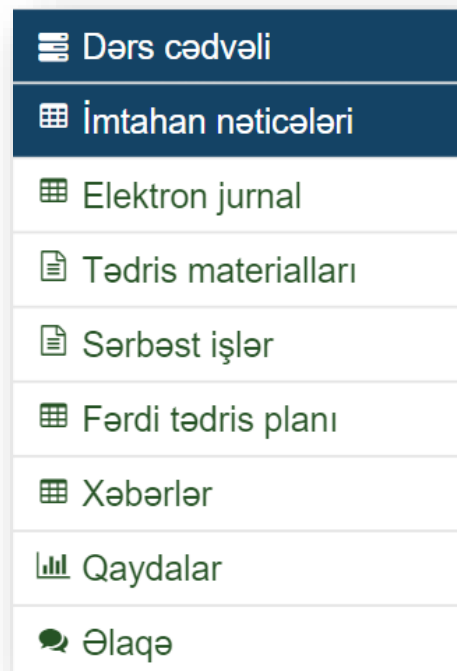 Dərs cədvəli
İmtahan nəticələri
Elektron jurnal
Tədris materialları
Sərbəst işlər
Fərdi tədris planı
Xəbərlər
Qaydalar
Əlaqə